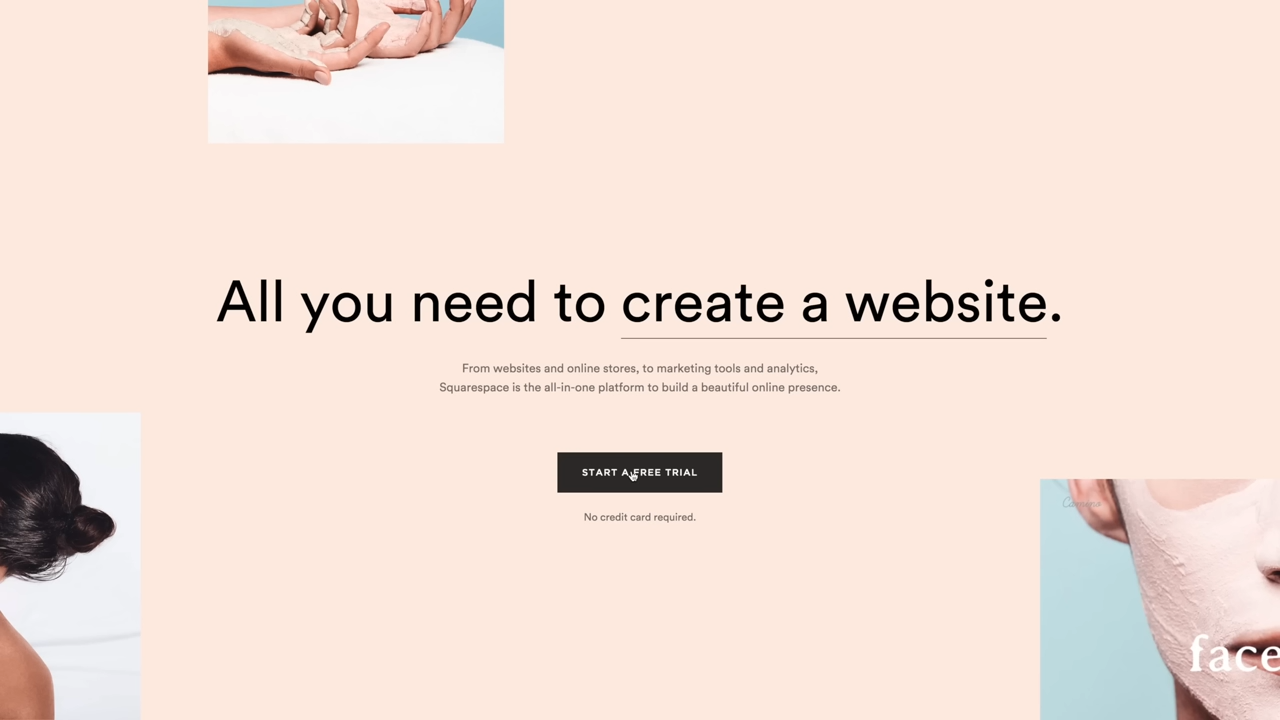 All you need to create a website.
From websites and online stores, to marketing tools and analytics,
Squarespace is the all-in-one platform to build a beautiful online presence.
START A FREE TRIAL
No credit card required.
face